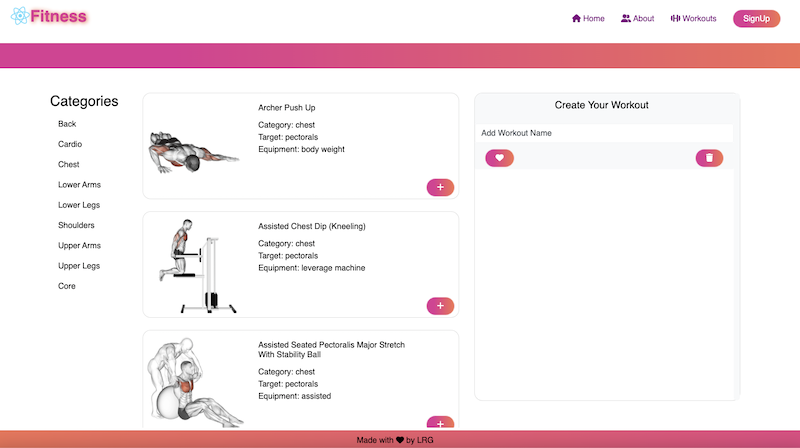 Fitness
Home
About
Workouts
SignUp
Categories
Back
Cardio
Chest
Lower Arms
Lower Legs
Shoulders
Upper Arms
Upper Legs
Core
Archer Push Up
Category: chest
Target: pectorals
Equipment: body weight
+
Assisted Chest Dip (Kneeling)
Category: chest
Target: pectorals
Equipment: leverage machine
+
Assisted Seated Pectoralis Major Stretch
With Stability Ball
Category: chest
Target: pectorals
Equipment: assisted
+
Create Your Workout
Add Workout Name
Made with ♥ by LRG